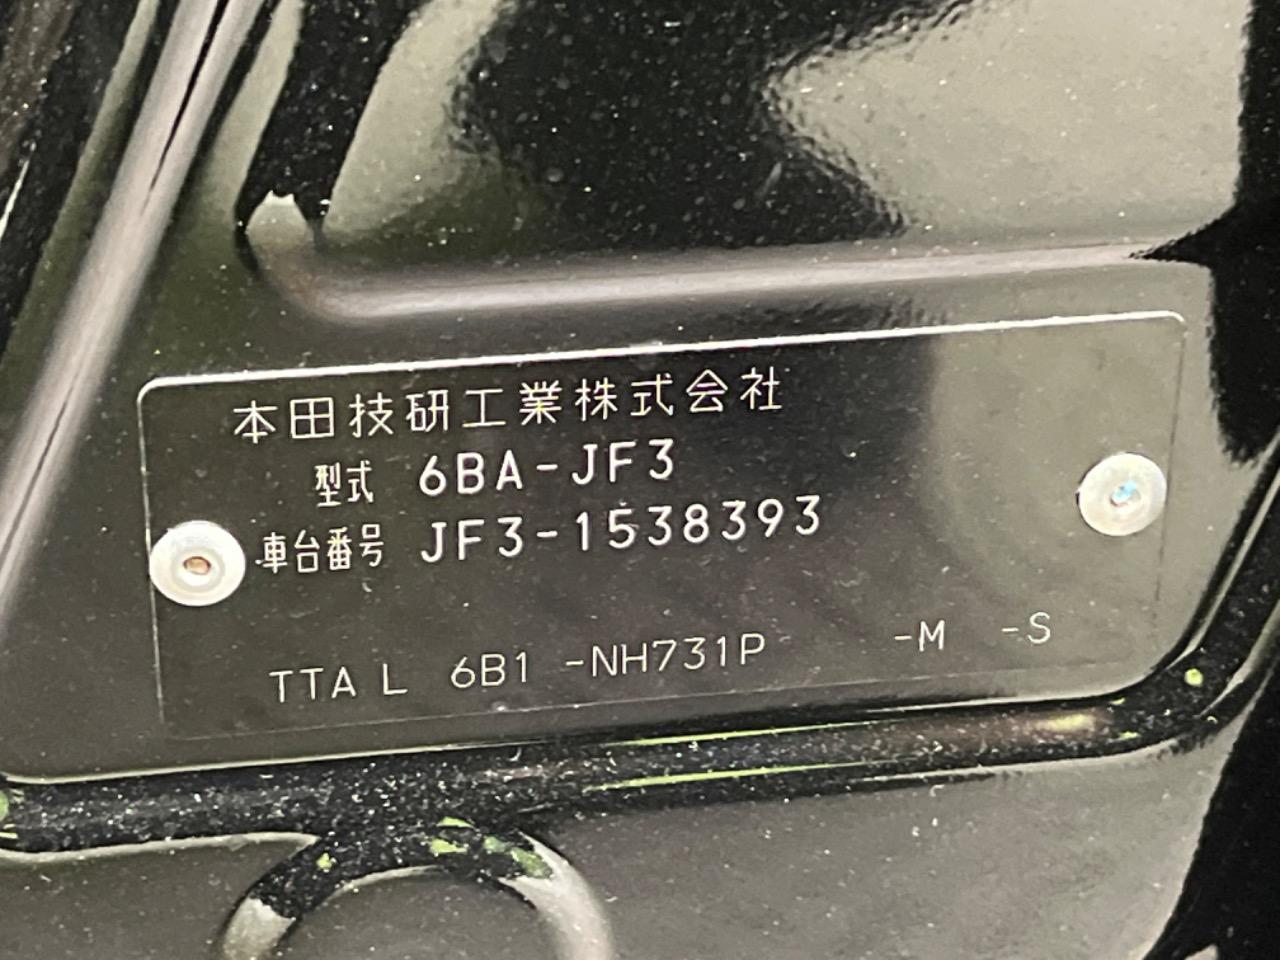 本田技研工業株式会社
型式 6BA-JF3
車台番号 JF3-1538393
TTA L 6B1 -NH731P -M -S